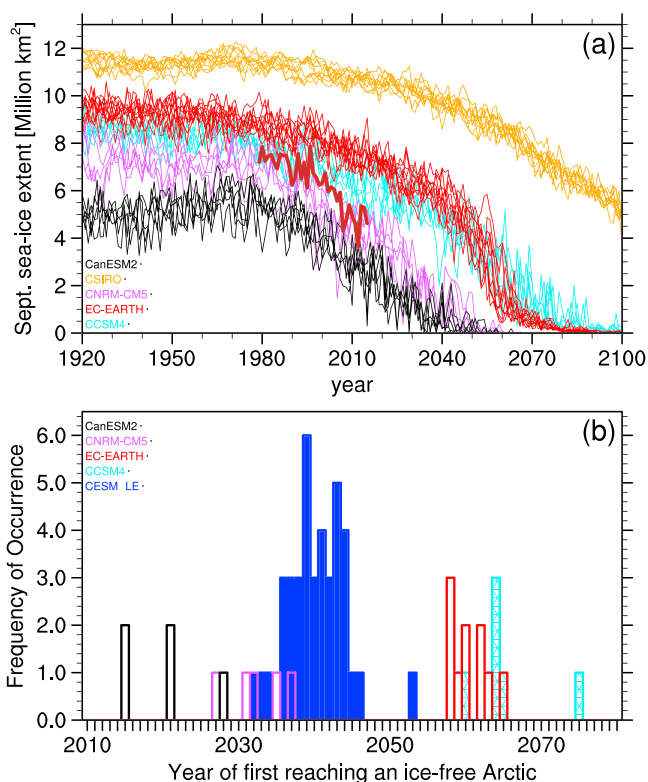 (a)
12
10
8
6
4
2
0
Sept. sea-ice extent [Million km²]
CanESM2·
CSIRO·
CNRM-CM5·
EC-EARTH·
CCSM4·
1920 1950 1980 2010 2040 2070 2100
year
(b)
6.0
5.0
4.0
3.0
2.0
1.0
0.0
Frequency of Occurrence
CanESM2·
CNRM-CM5·
EC-EARTH·
CCSM4·
CESM LE·
2010 2030 2050 2070
Year of first reaching an ice-free Arctic